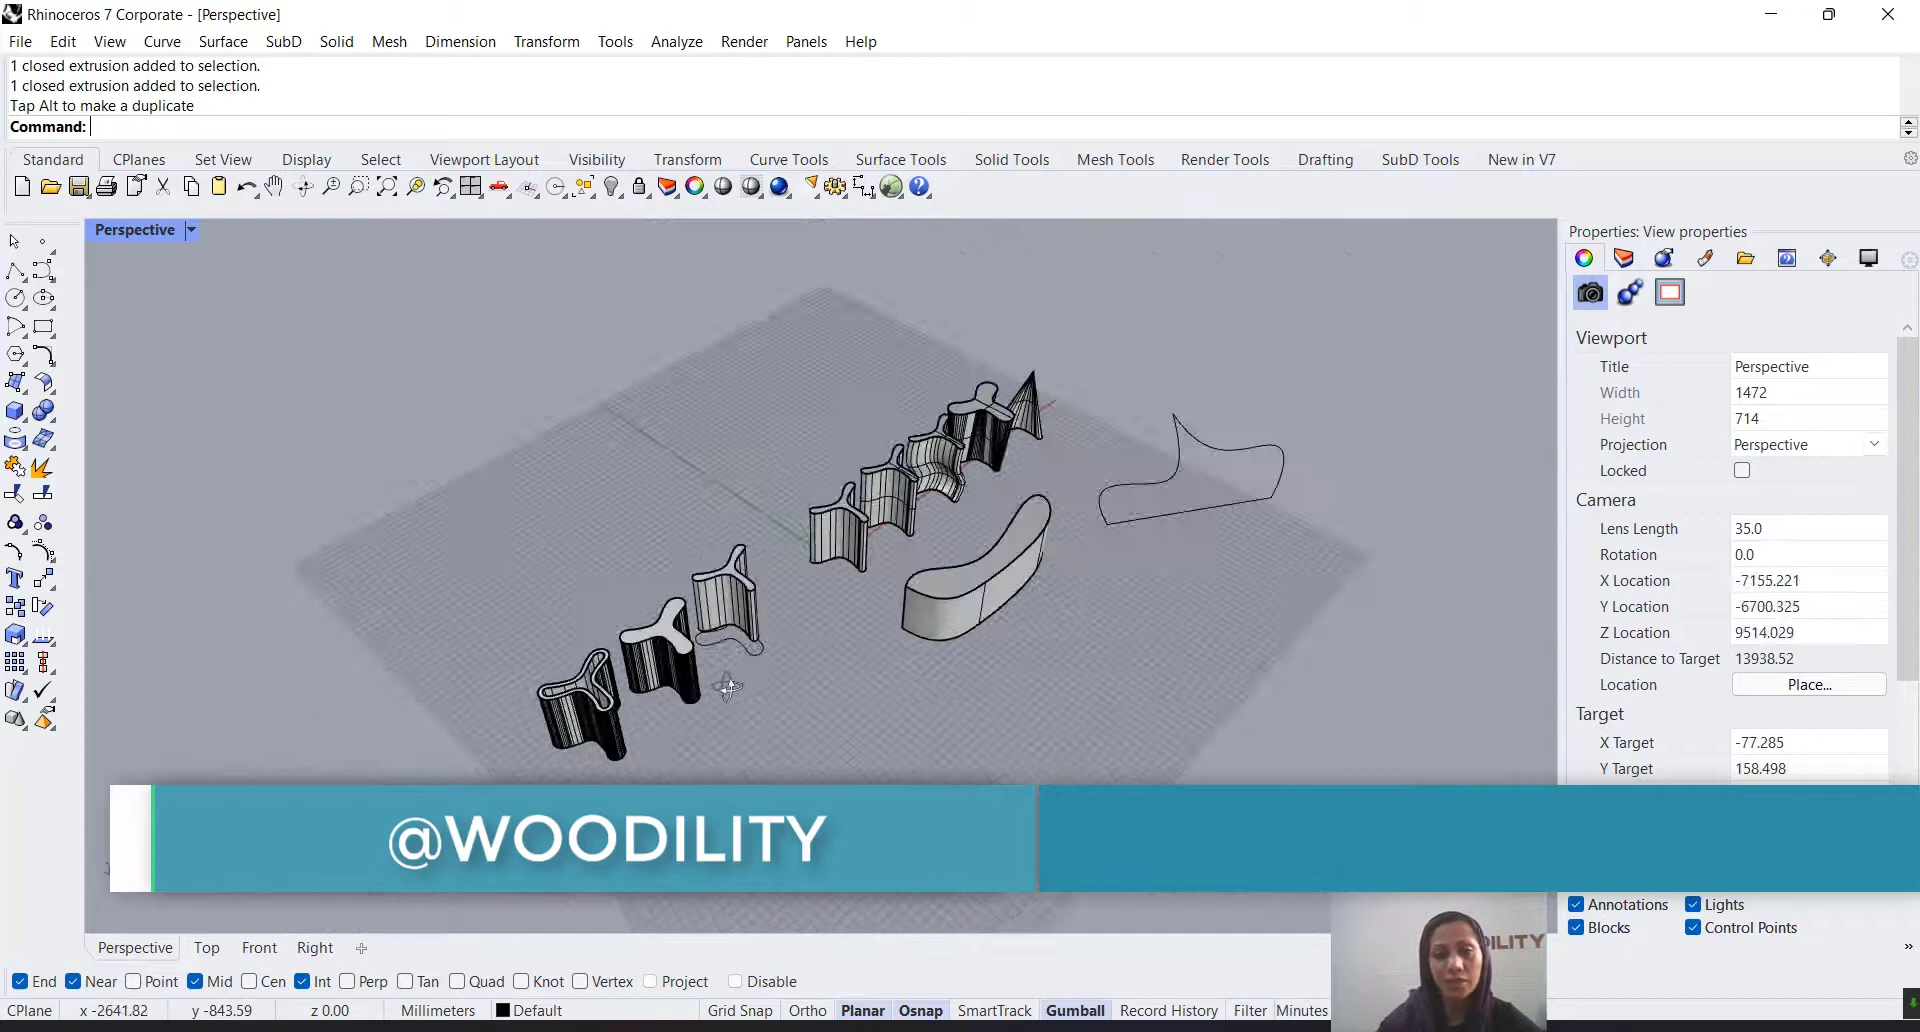 Rhinoceros 7 Corporate - [Perspective]
File Edit View Curve Surface SubD Solid Mesh Dimension Transform Tools Analyze Render Panels Help
1 closed extrusion added to selection.
1 closed extrusion added to selection.
Tap Alt to make a duplicate
Command:
Standard CPlanes Set View Display Select Viewport Layout Visibility Transform Curve Tools Surface Tools Solid Tools Mesh Tools Render Tools Drafting SubD Tools New in V7
Perspective
Properties: View properties
Viewport
Title Perspective
Width 1472
Height 714
Projection Perspective
Locked
Camera
Lens Length 35.0
Rotation 0.0
X Location -7155.221
Y Location -6700.325
Z Location 9514.029
Distance to Target 13938.52
Location Place...
Target
X Target -77.285
Y Target 158.498
@WOODILITY
Annotations Lights
Blocks Control Points
»
DILITY
Perspective Top Front Right
End Near Point Mid Cen Int Perp Tan Quad Knot Vertex Project Disable
CPlane x -2641.82 y -843.59 z 0.00 Millimeters Default Grid Snap Ortho Planar Osnap SmartTrack Gumball Record History Filter Minutes